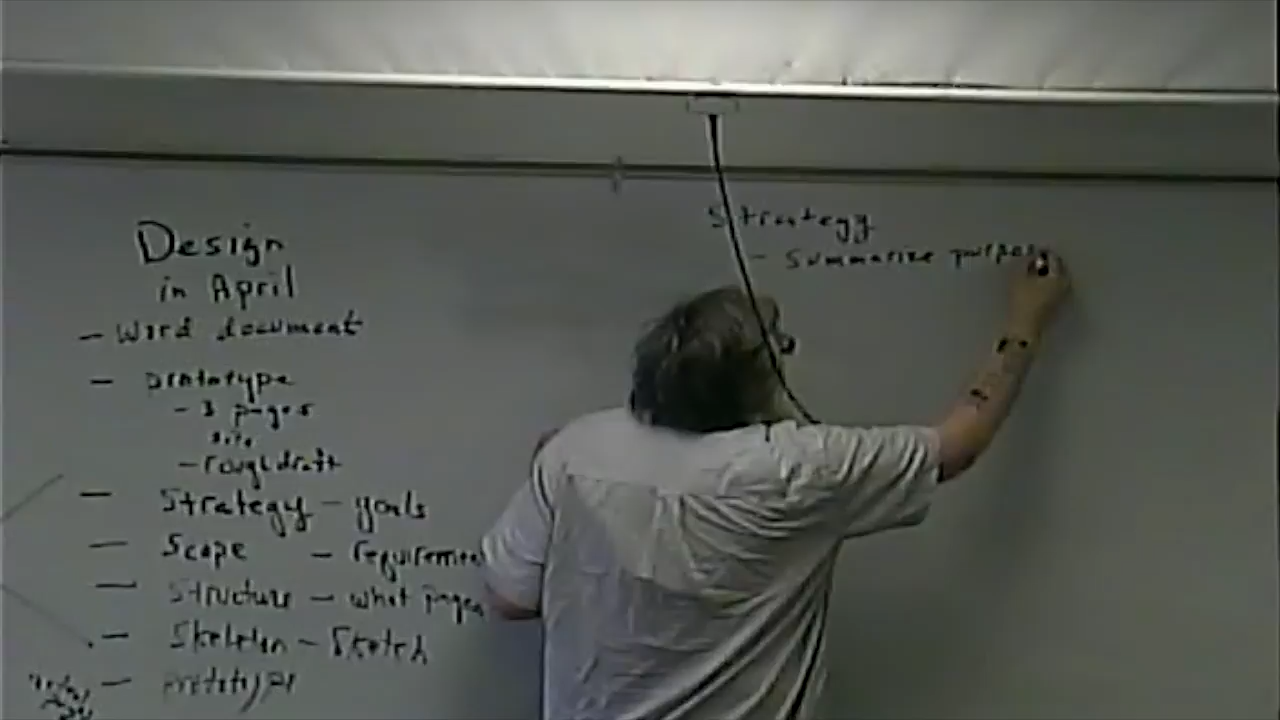 Design
in April
- Word document
- prototype
- 3 pages
- rough draft
- Strategy - goals
- Scope - requiremen
- Structure - what pages
- Skeleton - Sketch
- prototype
Strategy
- Summarize purpose